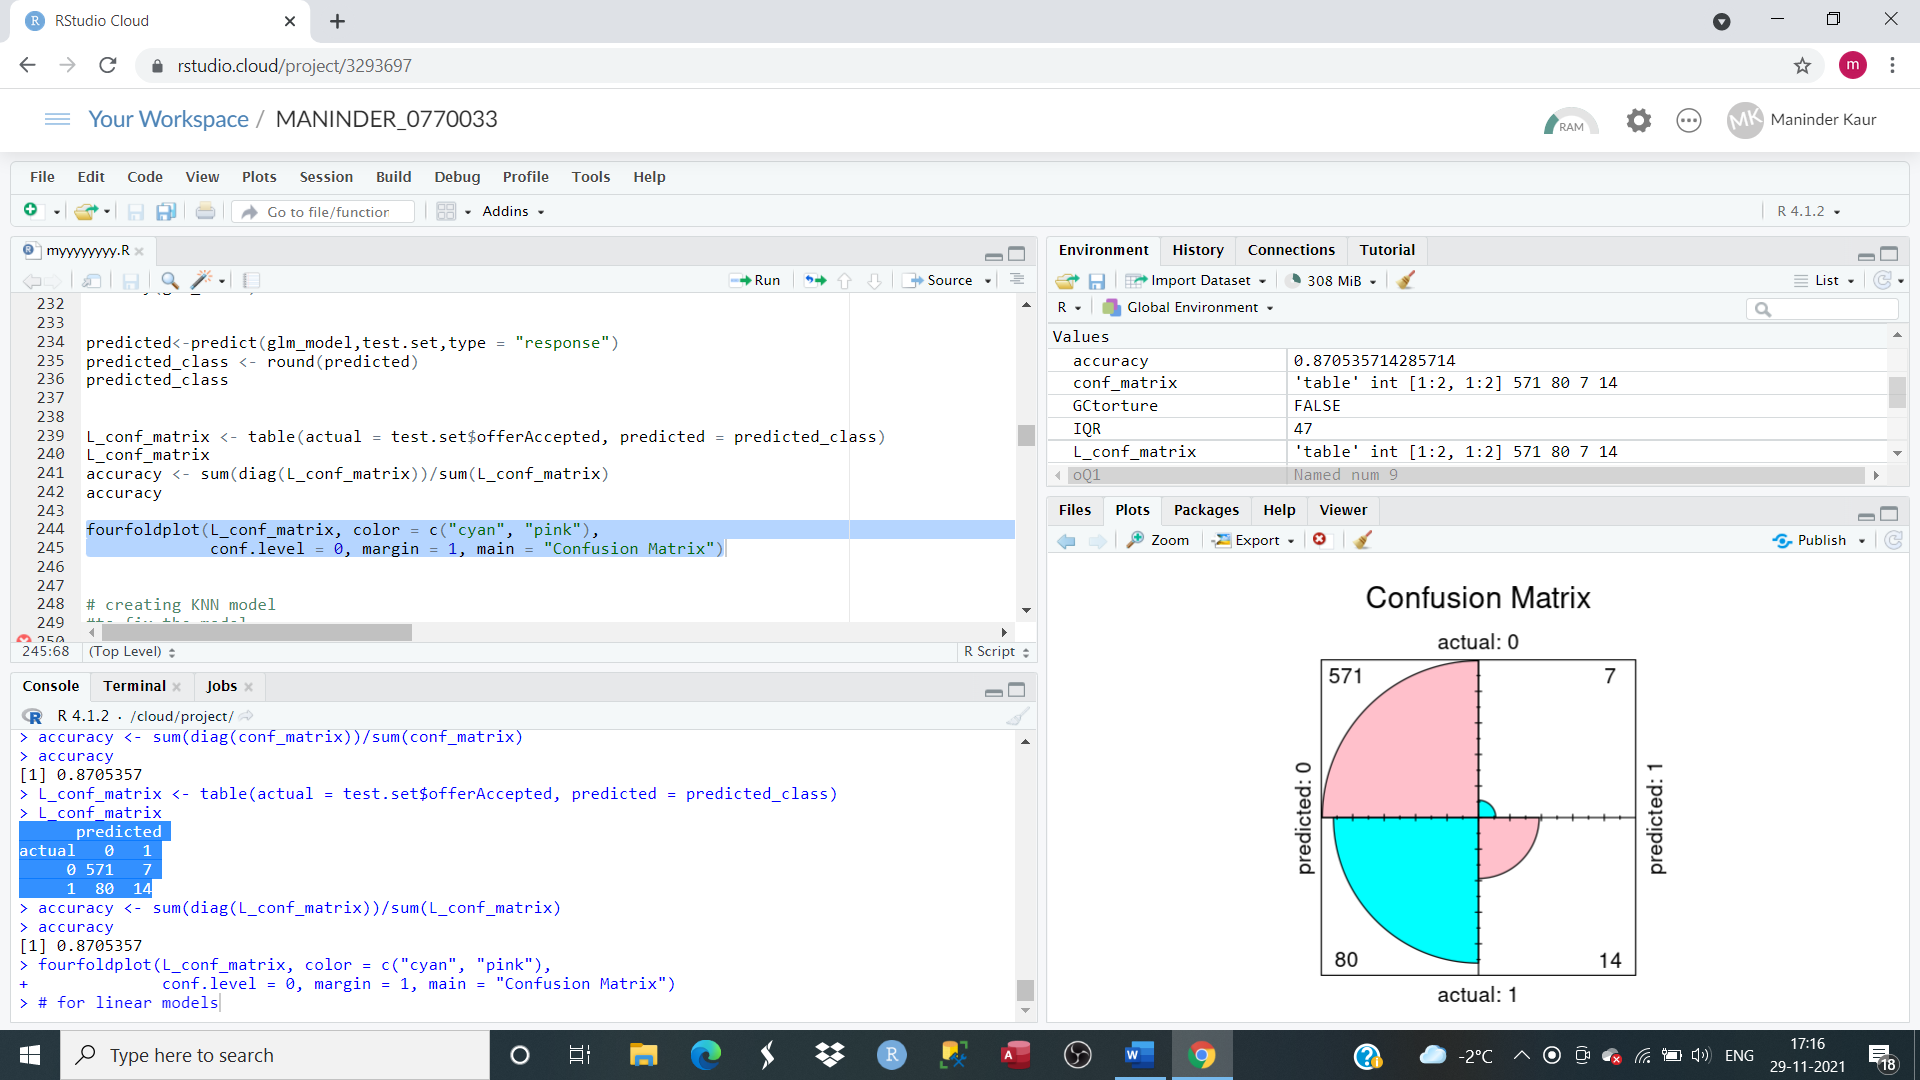 RStudio Cloud
rstudio.cloud/project/3293697
m
Your Workspace / MANINDER_0770033
RAM
MK Maninder Kaur
File Edit Code View Plots Session Build Debug Profile Tools Help
Go to file/function Addins
R 4.1.2
myyyyyyyy.R
Run Source
232
233
234 predicted<-predict(glm_model,test.set,type = "response")
235 predicted_class <- round(predicted)
236 predicted_class
237
238
239 L_conf_matrix <- table(actual = test.set$offerAccepted, predicted = predicted_class)
240 L_conf_matrix
241 accuracy <- sum(diag(L_conf_matrix))/sum(L_conf_matrix)
242 accuracy
243
244 fourfoldplot(L_conf_matrix, color = c("cyan", "pink"),
245 conf.level = 0, margin = 1, main = "Confusion Matrix")
246
247
248 # creating KNN model
249
250
245:68 (Top Level) R Script
Console Terminal Jobs
R 4.1.2 · /cloud/project/
> accuracy <- sum(diag(conf_matrix))/sum(conf_matrix)
> accuracy
[1] 0.8705357
> L_conf_matrix <- table(actual = test.set$offerAccepted, predicted = predicted_class)
> L_conf_matrix
predicted
actual 0 1
0 571 7
1 80 14
> accuracy <- sum(diag(L_conf_matrix))/sum(L_conf_matrix)
> accuracy
[1] 0.8705357
> fourfoldplot(L_conf_matrix, color = c("cyan", "pink"),
+ conf.level = 0, margin = 1, main = "Confusion Matrix")
> # for linear models
Environment History Connections Tutorial
Import Dataset 308 MiB List
R Global Environment
Values
accuracy 0.870535714285714
conf_matrix 'table' int [1:2, 1:2] 571 80 7 14
GCtorture FALSE
IQR 47
L_conf_matrix 'table' int [1:2, 1:2] 571 80 7 14
oQ1 Named num 9
Files Plots Packages Help Viewer
Zoom Export Publish
Confusion Matrix
actual: 0
571 7
predicted: 0
predicted: 1
80 14
actual: 1
Type here to search
-2°C ENG
17:16
29-11-2021
18